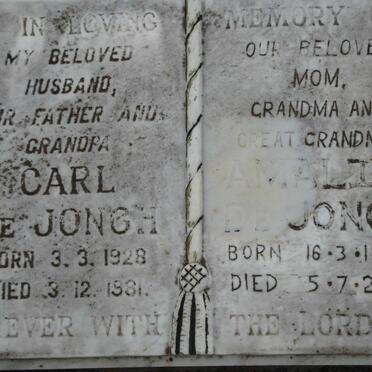 IN LOVING
MY BELOVED
HUSBAND,
FATHER AND
GRANDPA
CARL
JONGH
BORN 3.3.1928
DIED 3.12.1981.
EVER WITH
MEMORY
OUR BELOVE
MOM,
GRANDMA AN
GREAT GRANDM
DE JONG
BORN 16.3.1
DIED 5.7.2
THE LORD